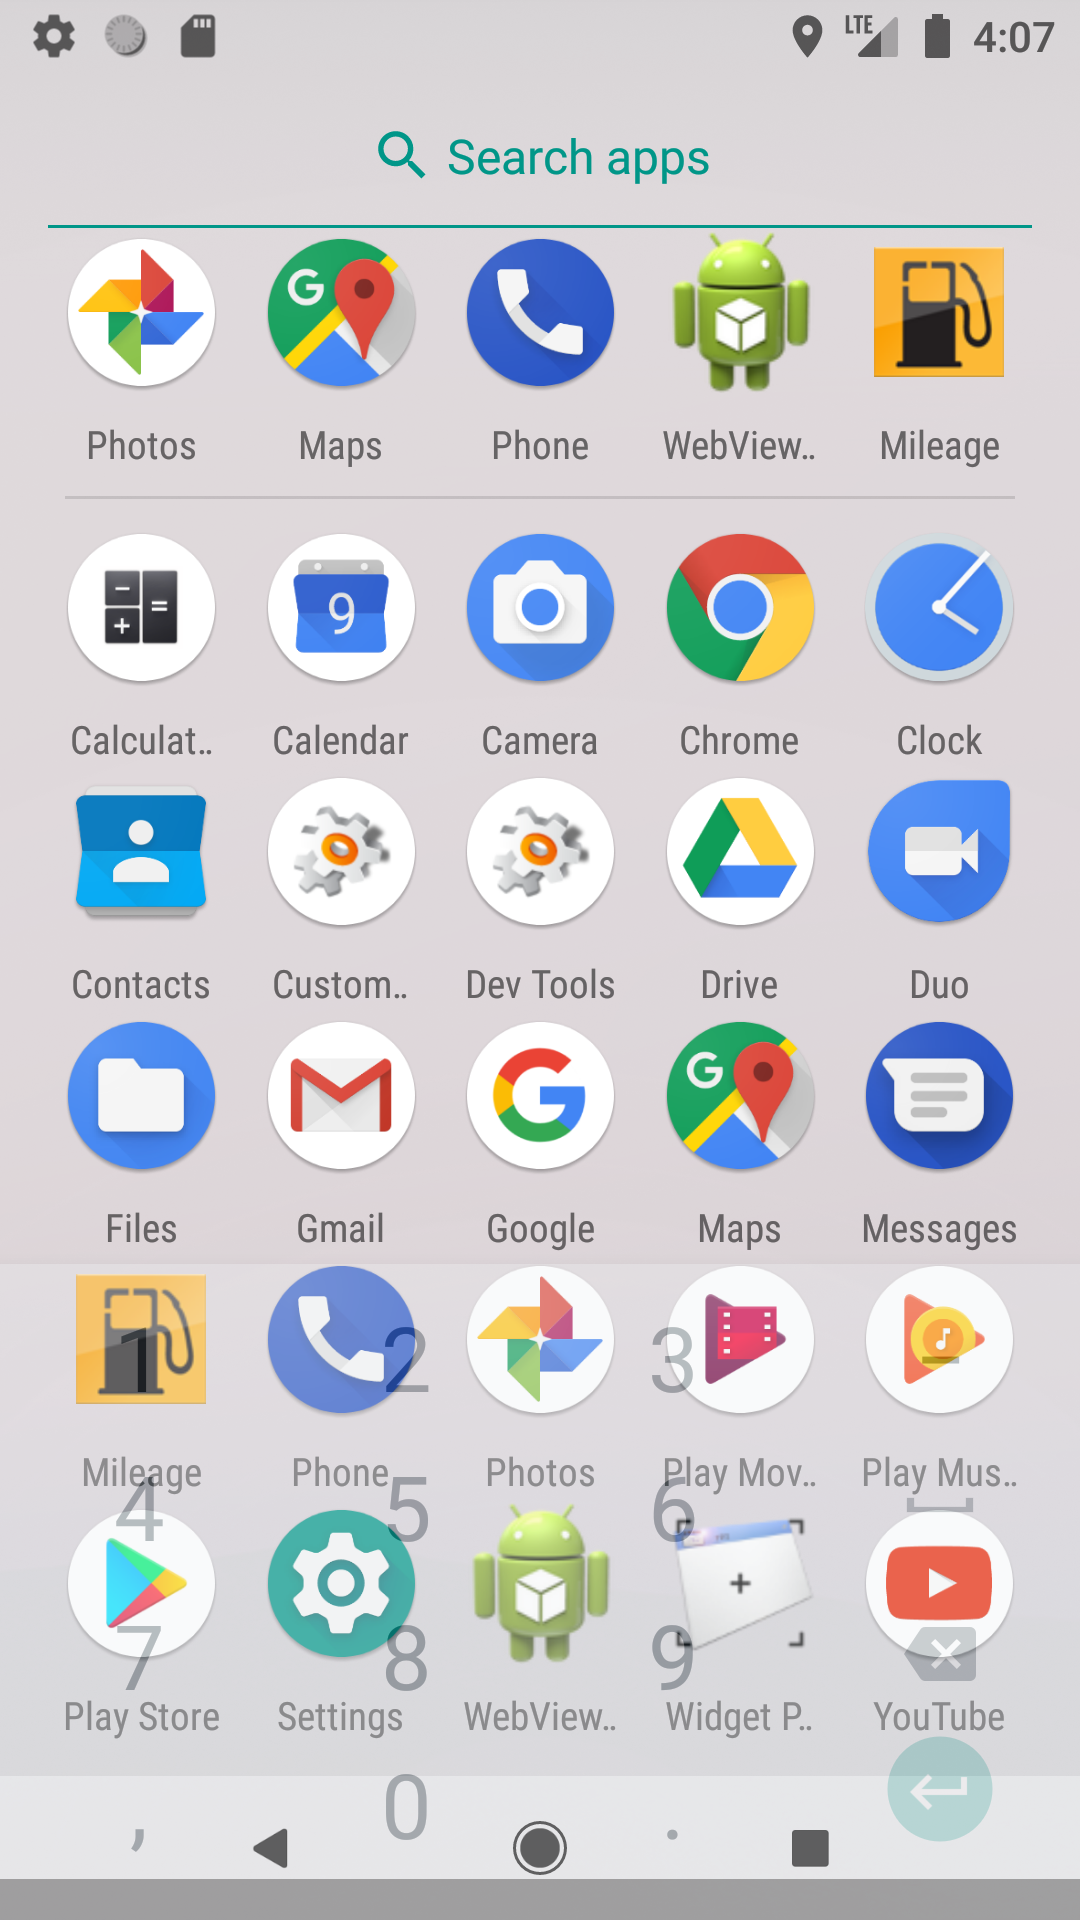 LTE 4:07
Search apps
Photos Maps Phone WebView.. Mileage
9
Calculat.. Calendar Camera Chrome Clock
Contacts Custom.. Dev Tools Drive Duo
Files Gmail Google Maps Messages
1 2 3
Mileage Phone Photos Play Mov.. Play Mus..
4 5 6
7 8 9
Play Store Settings WebView.. Widget P.. YouTube
, 0 .